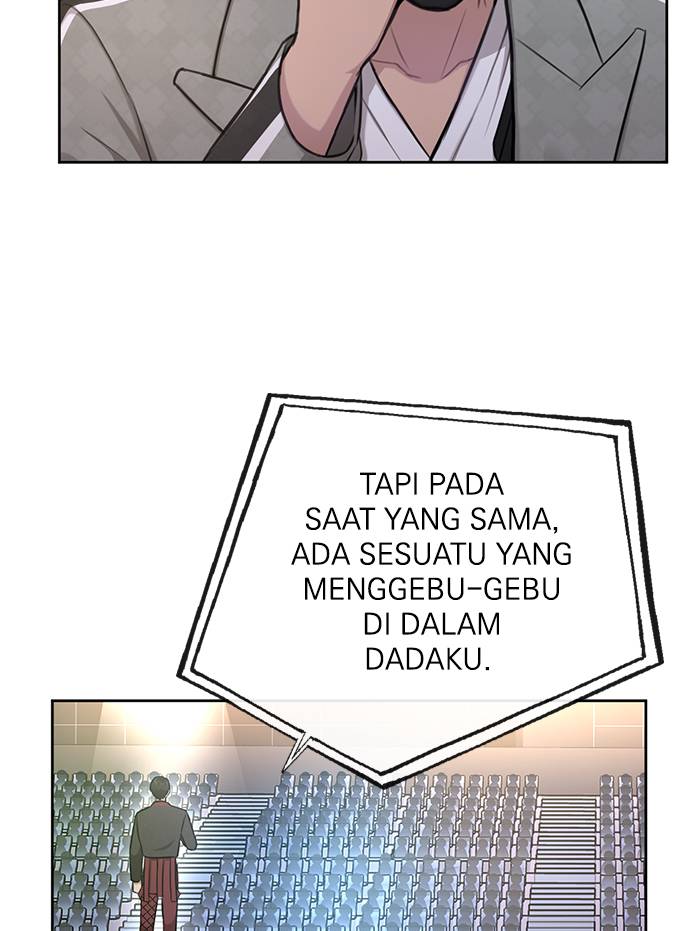 TAPI PADA
SAAT YANG SAMA,
ADA SESUATU YANG
MENGGEBU-GEBU
DI DALAM
DADAKU.